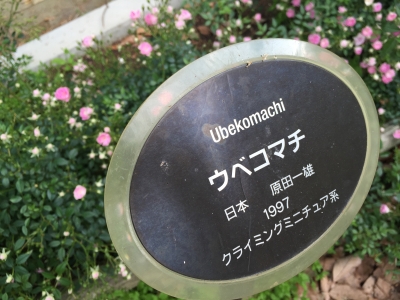 Ubekomachi
ウベコマチ
日本 原田一雄
1997
クライミングミニチュア系